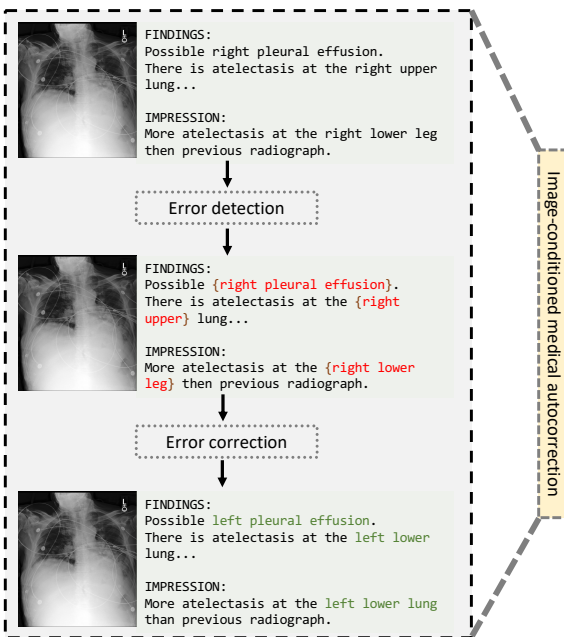 FINDINGS:
Possible right pleural effusion.
There is atelectasis at the right upper
lung...
IMPRESSION:
More atelectasis at the right lower leg
then previous radiograph.
Error detection
FINDINGS:
Possible {right pleural effusion}.
There is atelectasis at the {right
upper} lung...
IMPRESSION:
More atelectasis at the {right lower
leg} then previous radiograph.
Error correction
FINDINGS:
Possible left pleural effusion.
There is atelectasis at the left lower
lung...
IMPRESSION:
More atelectasis at the left lower lung
than previous radiograph.
Image-conditioned medical autocorrection